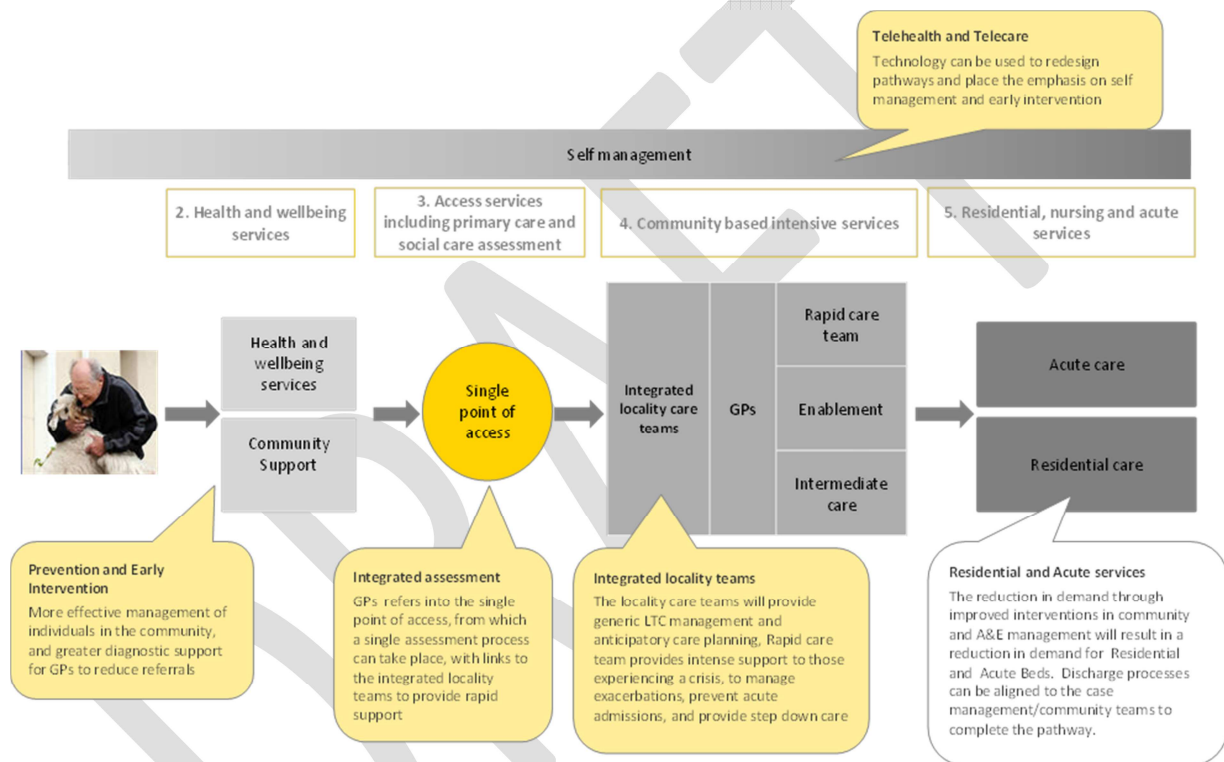 Telehealth and Telecare
Technology can be used to redesign
pathways and place the emphasis on self
management and early intervention
Self management
2. Health and wellbeing
services
3. Access services
including primary care and
social care assessment
4. Community based intensive services
5. Residential, nursing and acute
services
Health and
wellbeing
services
Community
Support
Single
point of
access
Integrated
locality care
teams
GPs
Rapid care
team
Enablement
Intermediate
care
Acute care
Residential care
Prevention and Early
Intervention
More effective management of
individuals in the community,
and greater diagnostic support
for GPs to reduce referrals
Integrated assessment
GPs refers into the single
point of access, from which
a single assessment process
can take place, with links to
the integrated locality
teams to provide rapid
support
Integrated locality teams
The locality care teams will provide
generic LTC management and
anticipatory care planning, Rapid care
team provides intense support to those
experiencing a crisis, to manage
exacerbations, prevent acute
admissions, and provide step down care
Residential and Acute services
The reduction in demand through
improved interventions in community
and A&E management will result in a
reduction in demand for Residential
and Acute Beds. Discharge processes
can be aligned to the case
management/community teams to
complete the pathway.